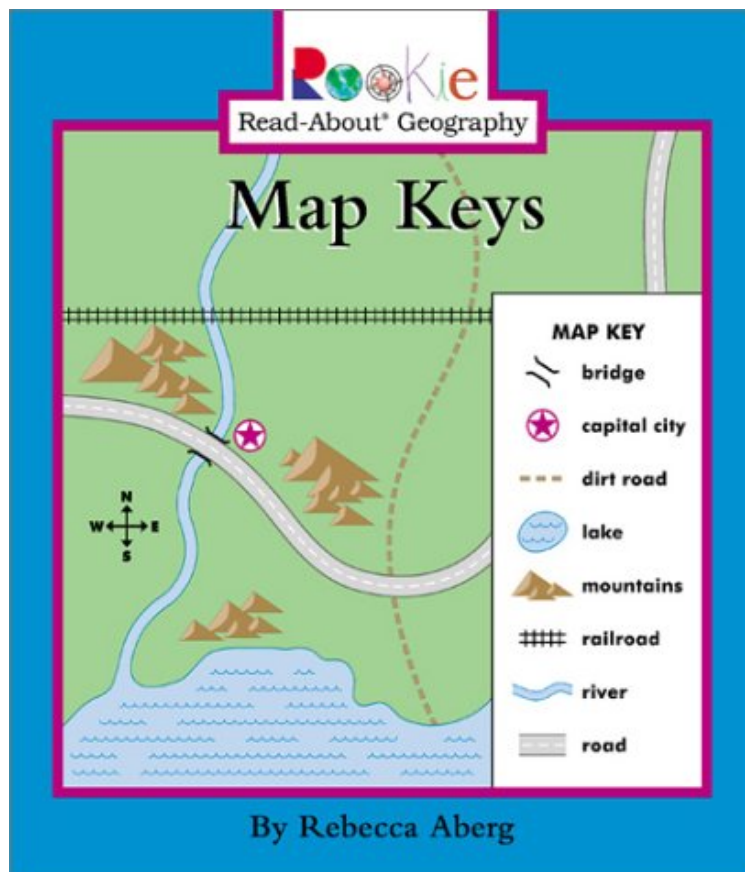 Rookie
Read-About® Geography
Map Keys
MAP KEY
bridge
capital city
dirt road
lake
mountains
railroad
river
road
N
W E
S
By Rebecca Aberg